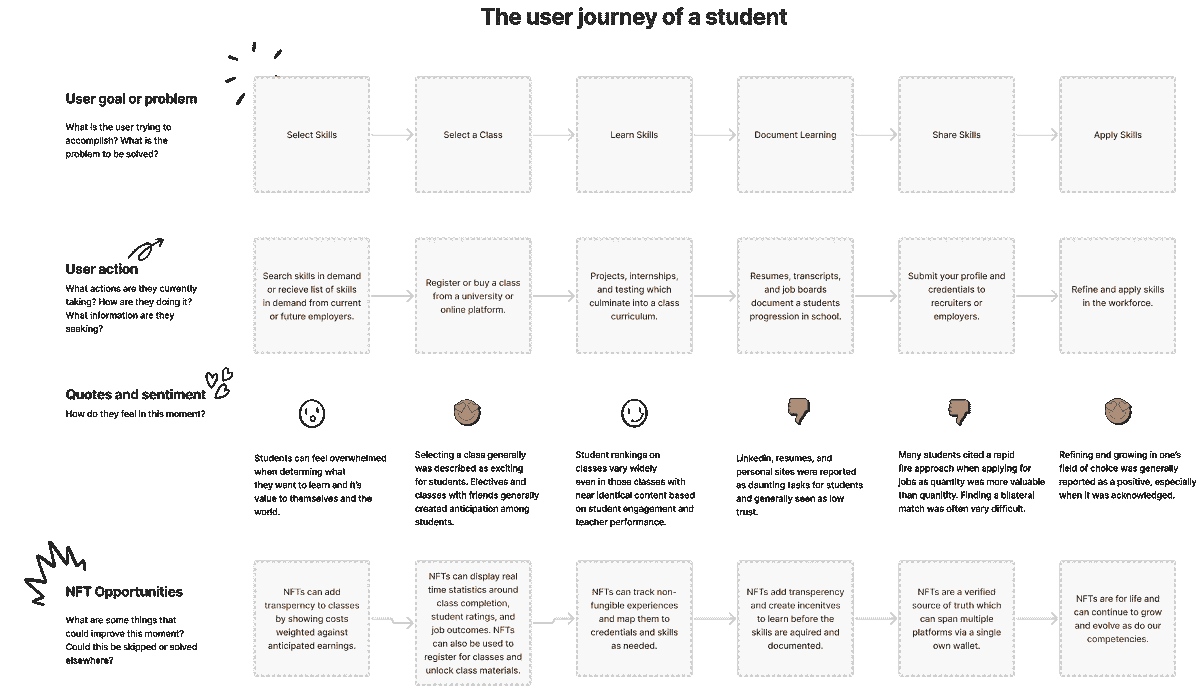 The user journey of a student
User goal or problem
What is the user trying to
accomplish? What is the
problem to be solved?
Select Skills
Select a Class
Learn Skills
Document Learning
Share Skills
Apply Skills
User action
What actions are they currently
taking? How are they doing it?
What information are they
seeking?
Search skills in demand
or recieve list of skills
in demand from current
or future employers.
Register or buy a class
from a university or
online platform.
Projects, internships,
and testing which
culminate into a class
curriculum.
Resumes, transcripts,
and job boards
document a students
progression in school.
Submit your profile and
credentials to
recruiters or
employers.
Refine and apply skills
in the workforce.
Quotes and sentiment
How do they feel in this moment?
Students can feel overwhelmed
when determing what
they want to learn and it's
value to themselves and the
world.
Selecting a class generally
was described as exciting
for students. Electives and
classes with friends generally
created anticipation among
students.
Student rankings on
classes vary widely
even in those classes with
near identical content based
on student engagement and
teacher performance.
LinkedIn, resumes, and
personal sites were reported
as daunting tasks for students
and generally seen as low
trust.
Many students cited a rapid
fire approach when applying for
jobs as quantity was more valuable
than quanitity. Finding a bilateral
match was often very difficult.
Refining and growing in one's
field of choice was generally
reported as a positive, especially
when it was acknowledged.
NFT Opportunities
What are some things that
could improve this moment?
Could this be skipped or solved
elsewhere?
NFTs can add
transperncy to classes
by showing costs
weighted against
anticipated earnings.
NFTs can display real
time statistics around
class completion,
student ratings, and
job outcomes. NFTs
can also be used to
register for classes and
unlock class materials.
NFTs can track non-
fungible experiences
and map them to
credentials and skills
as needed.
NFTs add transperency
and create incenitves
to learn before the
skills are aquired and
documented.
NFTs are a verified
source of truth which
can span multiple
platforms via a single
own wallet.
NFTs are for life and
can continue to grow
and evolve as do our
competencies.